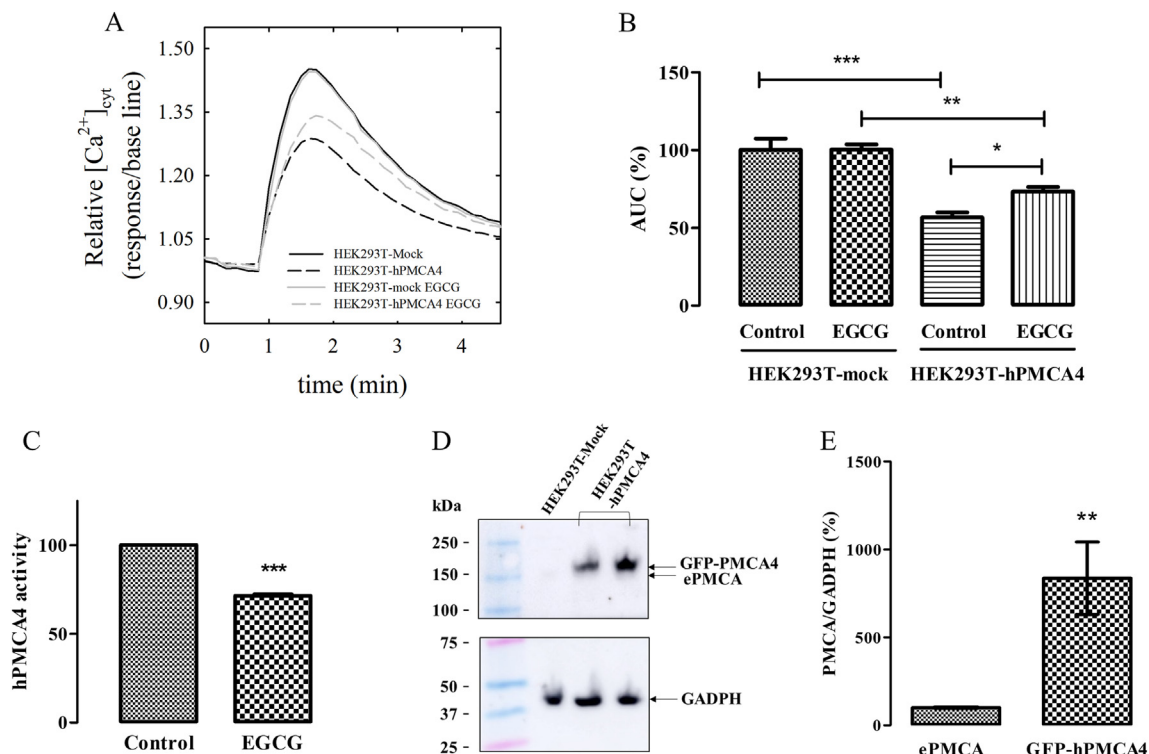 A
Relative [Ca2+]cyt
(response/base line)
1.50
1.35
1.20
1.05
0.90
HEK293T-Mock
HEK293T-hPMCA4
HEK293T-mock EGCG
HEK293T-hPMCA4 EGCG
0 1 2 3 4
time (min)
B
AUC (%)
150
100
50
0
***
**
*
Control EGCG Control EGCG
HEK293T-mock HEK293T-hPMCA4
C
hPMCA4 activity
100
50
0
***
Control EGCG
D
HEK293T-Mock
HEK293T
-hPMCA4
kDa
250
150
100
GFP-PMCA4
ePMCA
75
50
37
25
GADPH
E
PMCA/GADPH (%)
1500
1000
500
0
**
ePMCA GFP-hPMCA4